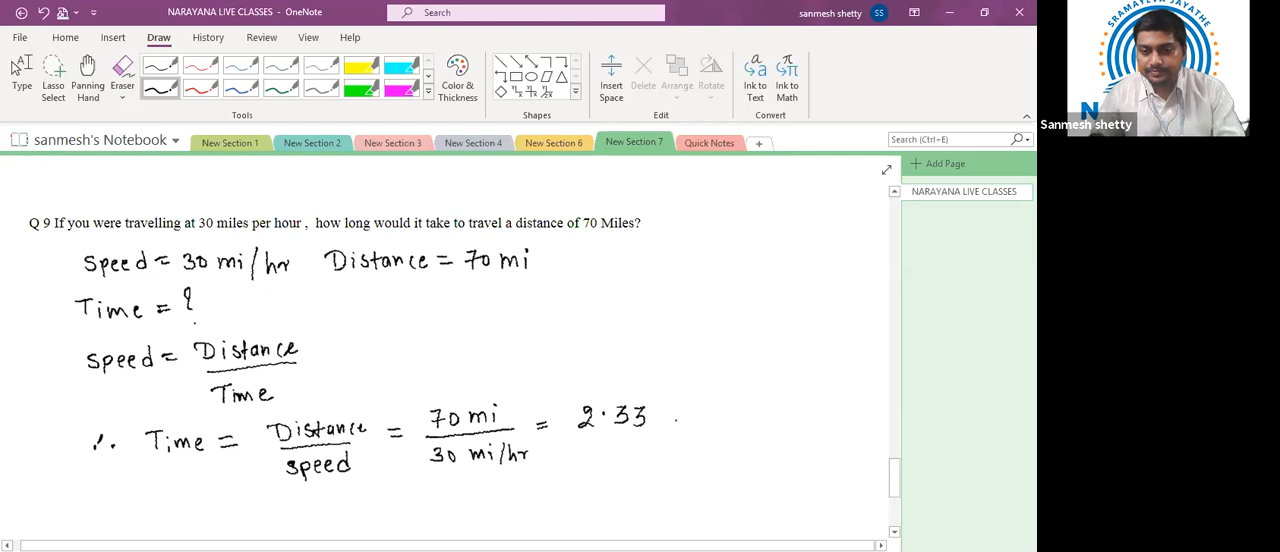 NARAYANA LIVE CLASSES - OneNote
Search
sanmesh shetty SS
File Home Insert Draw History Review View Help
Type
Lasso Select
Panning Hand
Eraser
Color & Thickness
Insert Space
Delete
Arrange
Rotate
Ink to Text
Ink to Math
Tools
Shapes
Edit
Convert
sanmesh's Notebook
New Section 1 New Section 2 New Section 3 New Section 4 New Section 6 New Section 7 Quick Notes +
Search (Ctrl+E)
Add Page
NARAYANA LIVE CLASSES
Q 9 If you were travelling at 30 miles per hour , how long would it take to travel a distance of 70 Miles?
Speed = 30 mi/hr Distance = 70 mi
Time = ?
Speed = Distance / Time
∴ Time = Distance / Speed = 70 mi / 30 mi/hr = 2.33
JAYATHE
N
Sanmesh shetty